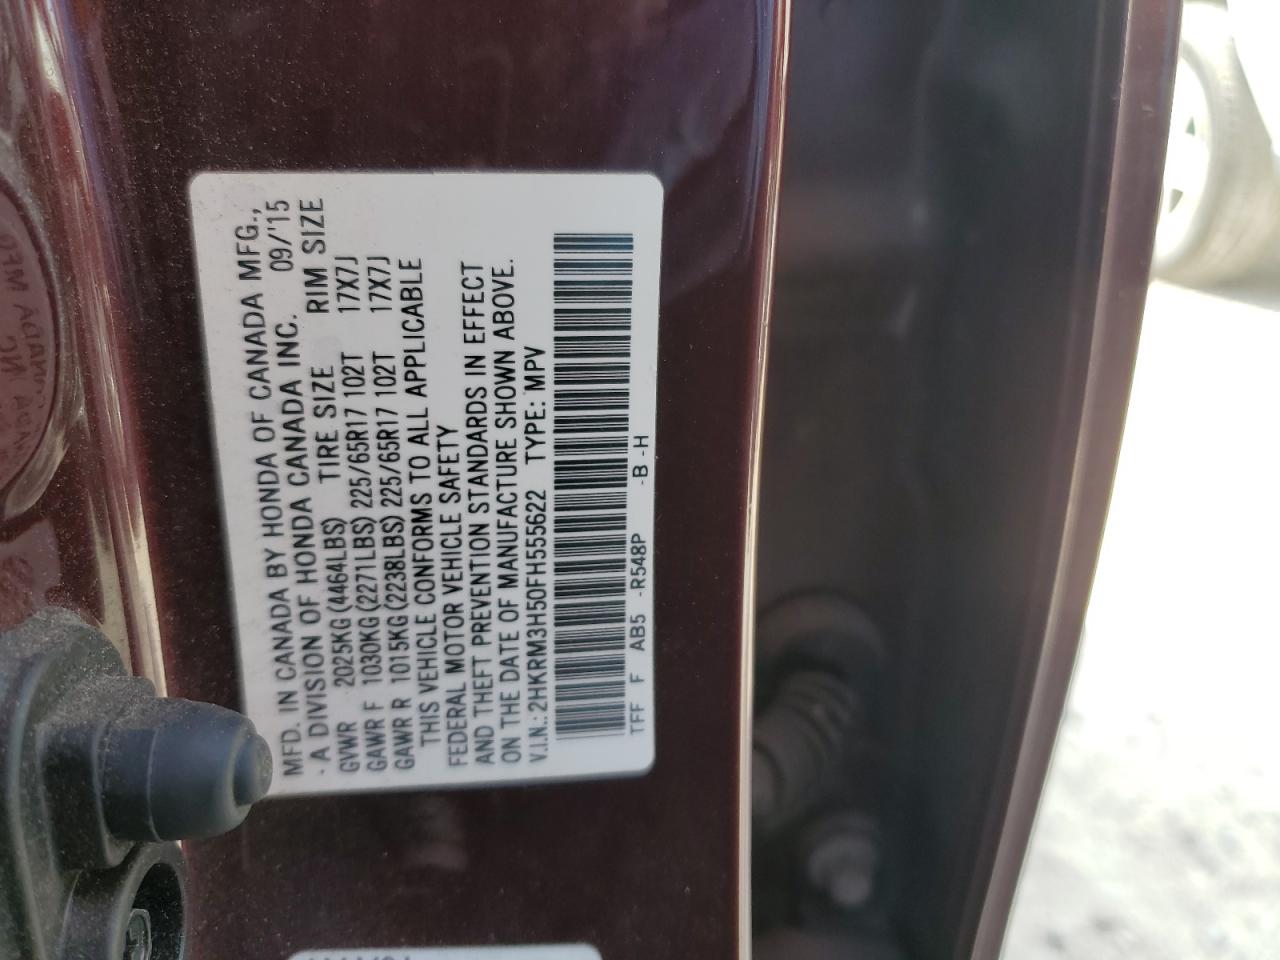 MFD. IN CANADA BY HONDA OF CANADA MFG.,
- A DIVISION OF HONDA CANADA INC. 09/'15
GVWR 2025KG(4464LBS) TIRE SIZE RIM SIZE
GAWR F 1030KG(2271LBS) 225/65R17 102T 17X7J
GAWR R 1015KG(2238LBS) 225/65R17 102T 17X7J
THIS VEHICLE CONFORMS TO ALL APPLICABLE
FEDERAL MOTOR VEHICLE SAFETY
AND THEFT PREVENTION STANDARDS IN EFFECT
ON THE DATE OF MANUFACTURE SHOWN ABOVE.
V.I.N.: 2HKRM3H50FH555622 TYPE: MPV
TFF F AB5 -R548P -B -H